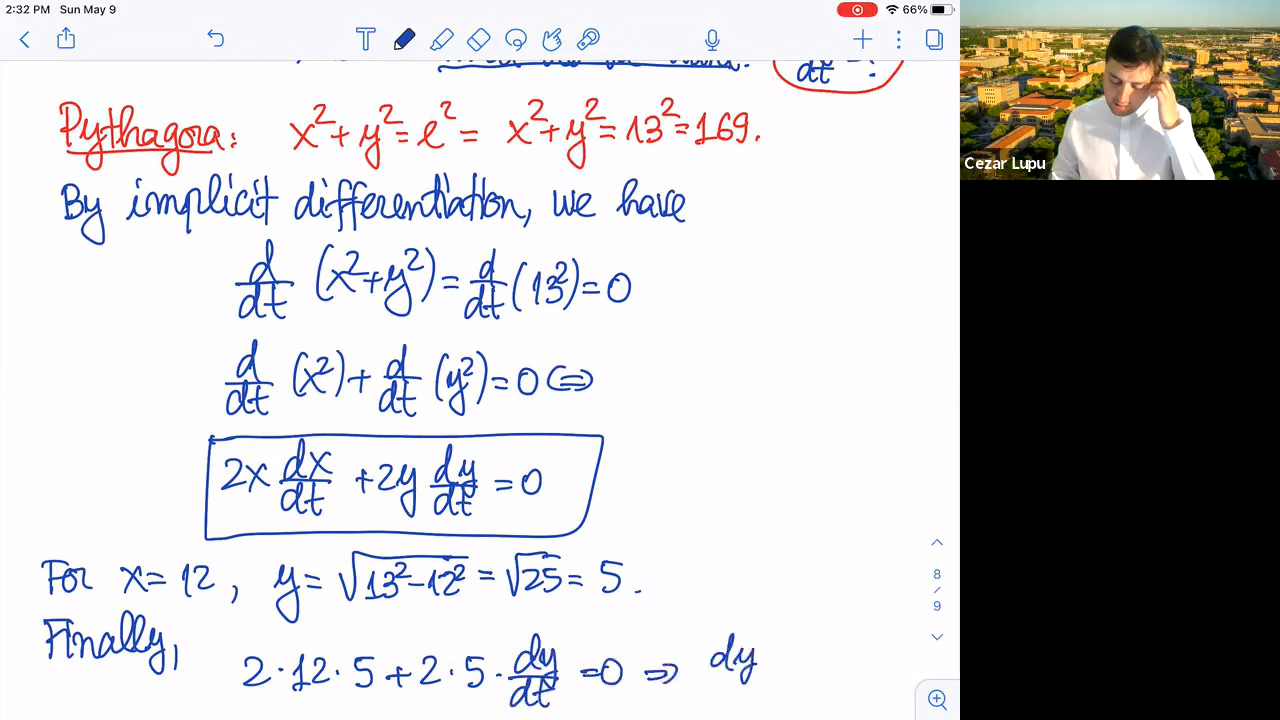 2:32 PM Sun May 9
66%
T
dt = ?
Pythagora: x²+y²=ℓ²= x²+y²=13²=169.
Cezar Lupu
By implicit differentiation, we have
d/dt (x²+y²) = d/dt (13²) = 0
d/dt (x²) + d/dt (y²) = 0 ⇔
2x dx/dt + 2y dy/dt = 0
For x = 12, y = √(13²-12²) = √25 = 5.
8
/
9
Finally,
2·12·5 + 2·5· dy/dt = 0 ⇒ dy